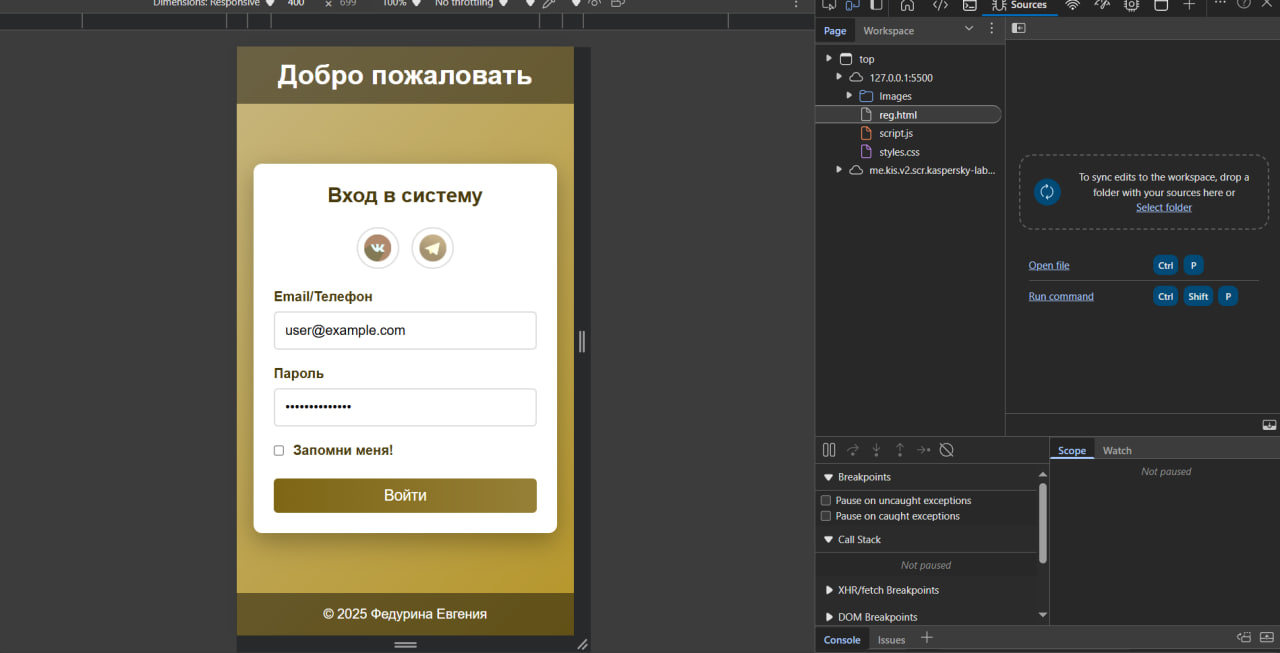 Dimensions: Responsive 400 × 699 100% No throttling
Sources
Page Workspace
Добро пожаловать
Вход в систему
Email/Телефон
user@example.com
Пароль
••••••••••••••
Запомни меня!
Войти
© 2025 Федурина Евгения
top
127.0.0.1:5500
Images
reg.html
script.js
styles.css
me.kis.v2.scr.kaspersky-lab...
To sync edits to the workspace, drop a
folder with your sources here or
Select folder
Open file Ctrl P
Run command Ctrl Shift P
Breakpoints
Pause on uncaught exceptions
Pause on caught exceptions
Call Stack
Not paused
XHR/fetch Breakpoints
DOM Breakpoints
Scope Watch
Not paused
Console Issues